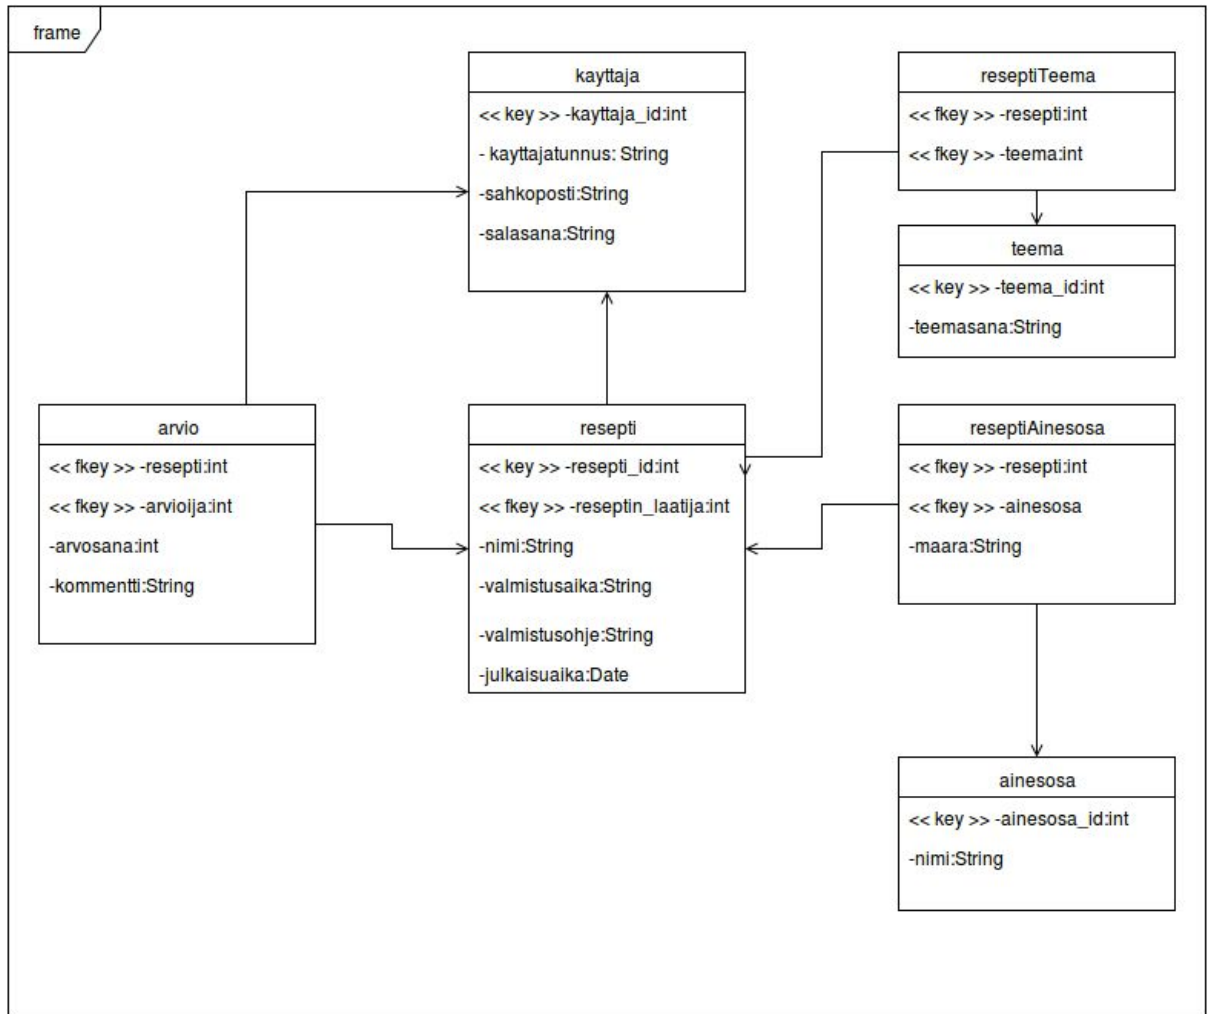 frame
kayttaja
<< key >> -kayttaja_id:int
- kayttajatunnus: String
-sahkoposti:String
-salasana:String
reseptiTeema
<< fkey >> -resepti:int
<< fkey >> -teema:int
teema
<< key >> -teema_id:int
-teemasana:String
arvio
<< fkey >> -resepti:int
<< fkey >> -arvioija:int
-arvosana:int
-kommentti:String
resepti
<< key >> -resepti_id:int
<< fkey >> -reseptin_laatija:int
-nimi:String
-valmistusaika:String
-valmistusohje:String
-julkaisuaika:Date
reseptiAinesosa
<< fkey >> -resepti:int
<< fkey >> -ainesosa
-maara:String
ainesosa
<< key >> -ainesosa_id:int
-nimi:String